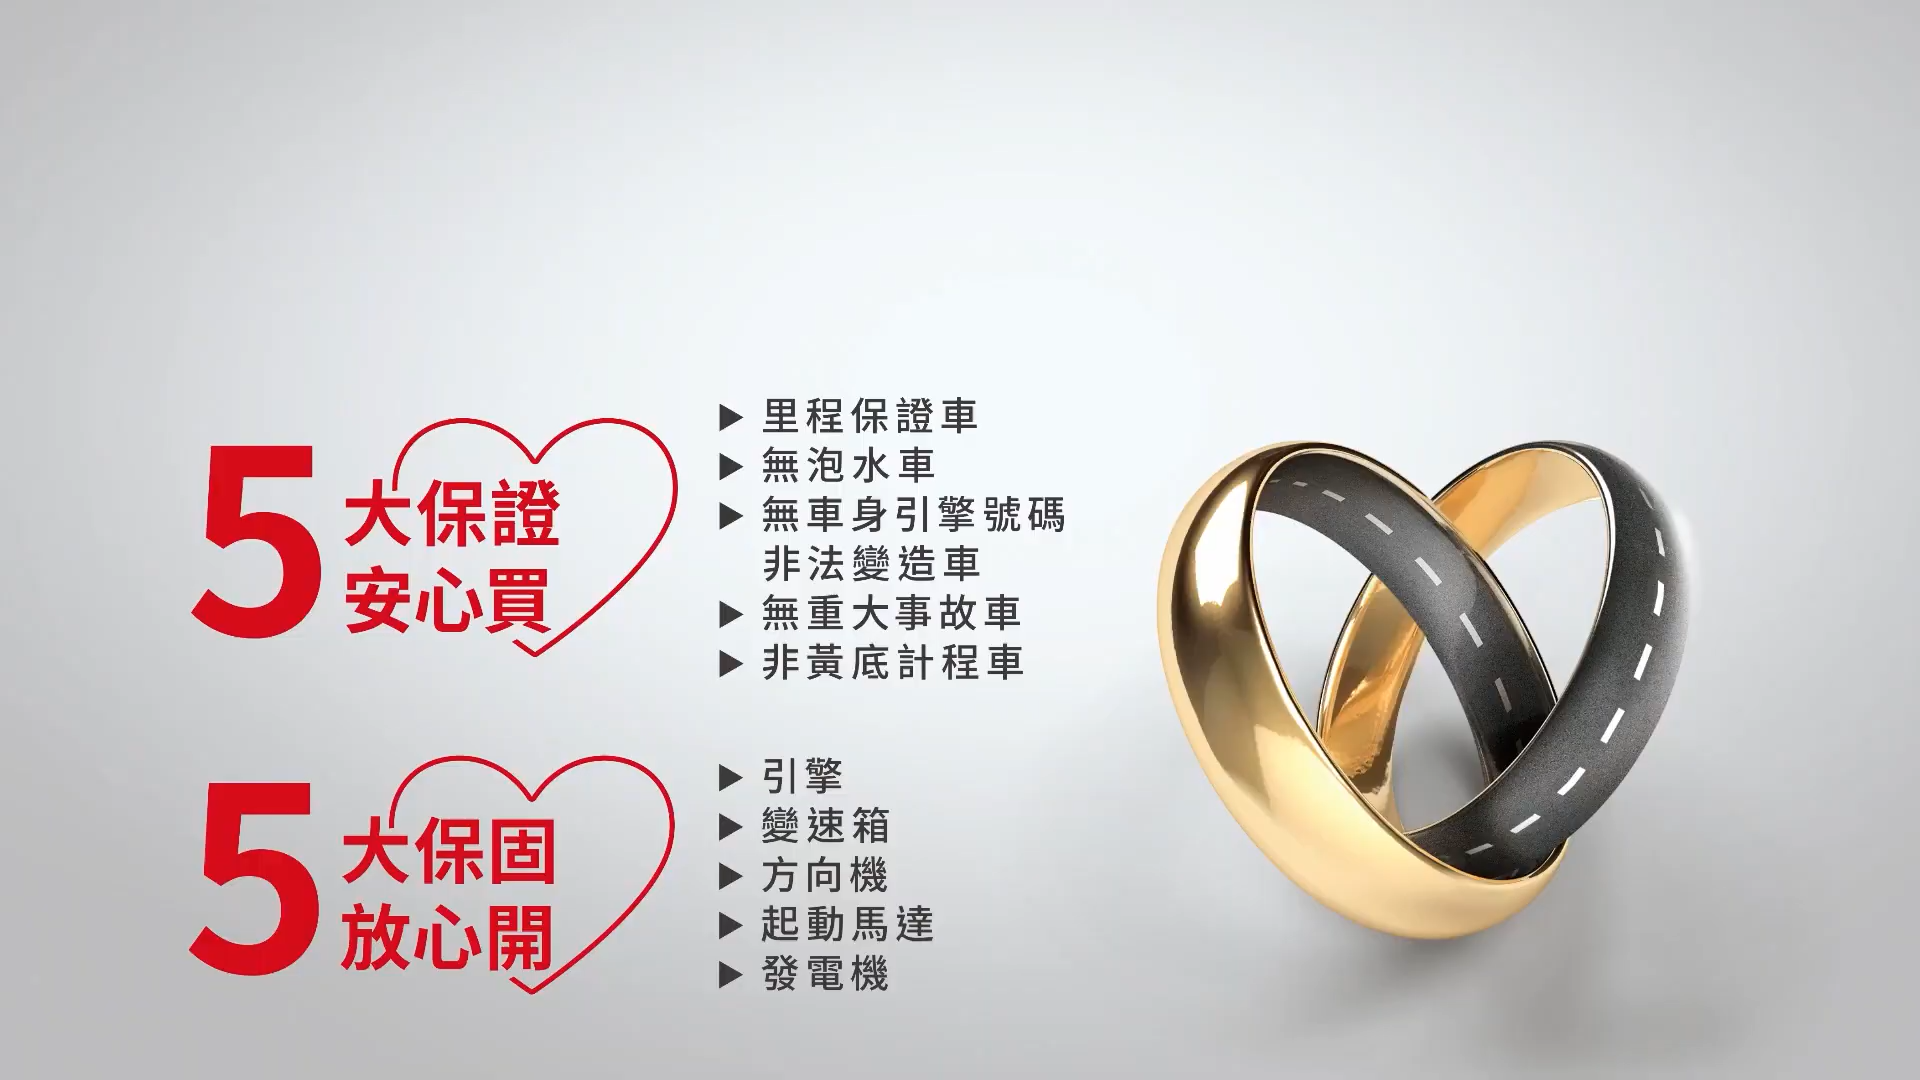 5大保證
安心買
▶ 里程保證車
▶ 無泡水車
▶ 無車身引擎號碼
非法變造車
▶ 無重大事故車
▶ 非黃底計程車
5大保固
放心開
▶ 引擎
▶ 變速箱
▶ 方向機
▶ 起動馬達
▶ 發電機